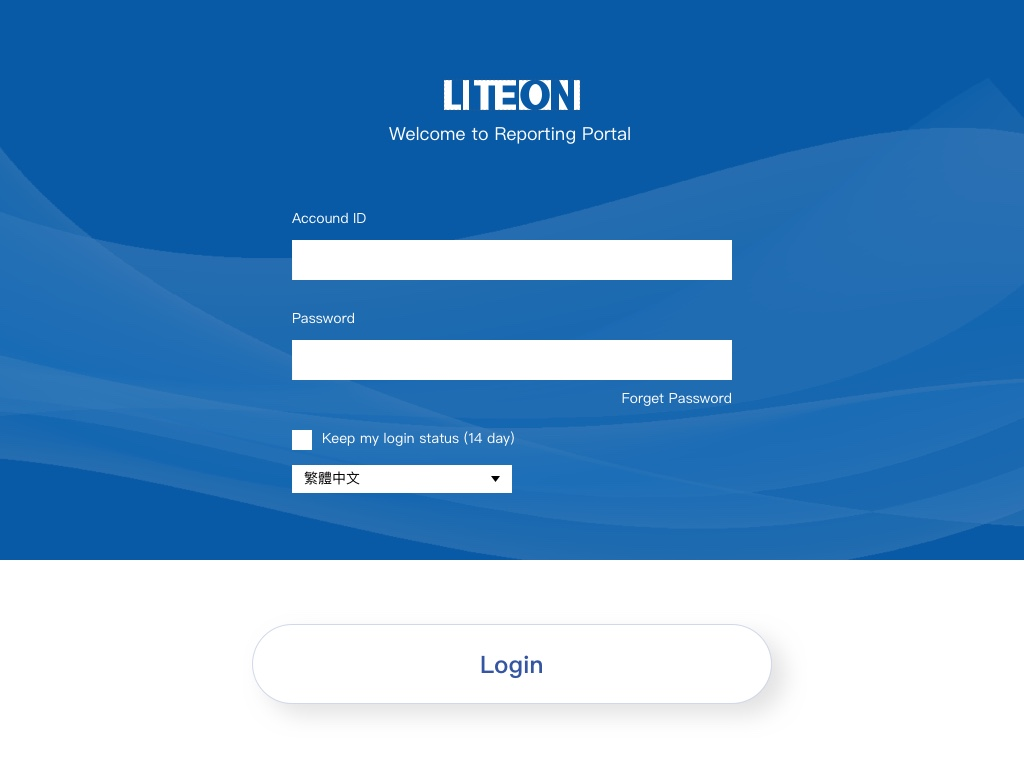 LITEON
Welcome to Reporting Portal
Accound ID
Password
Forget Password
Keep my login status (14 day)
繁體中文
Login